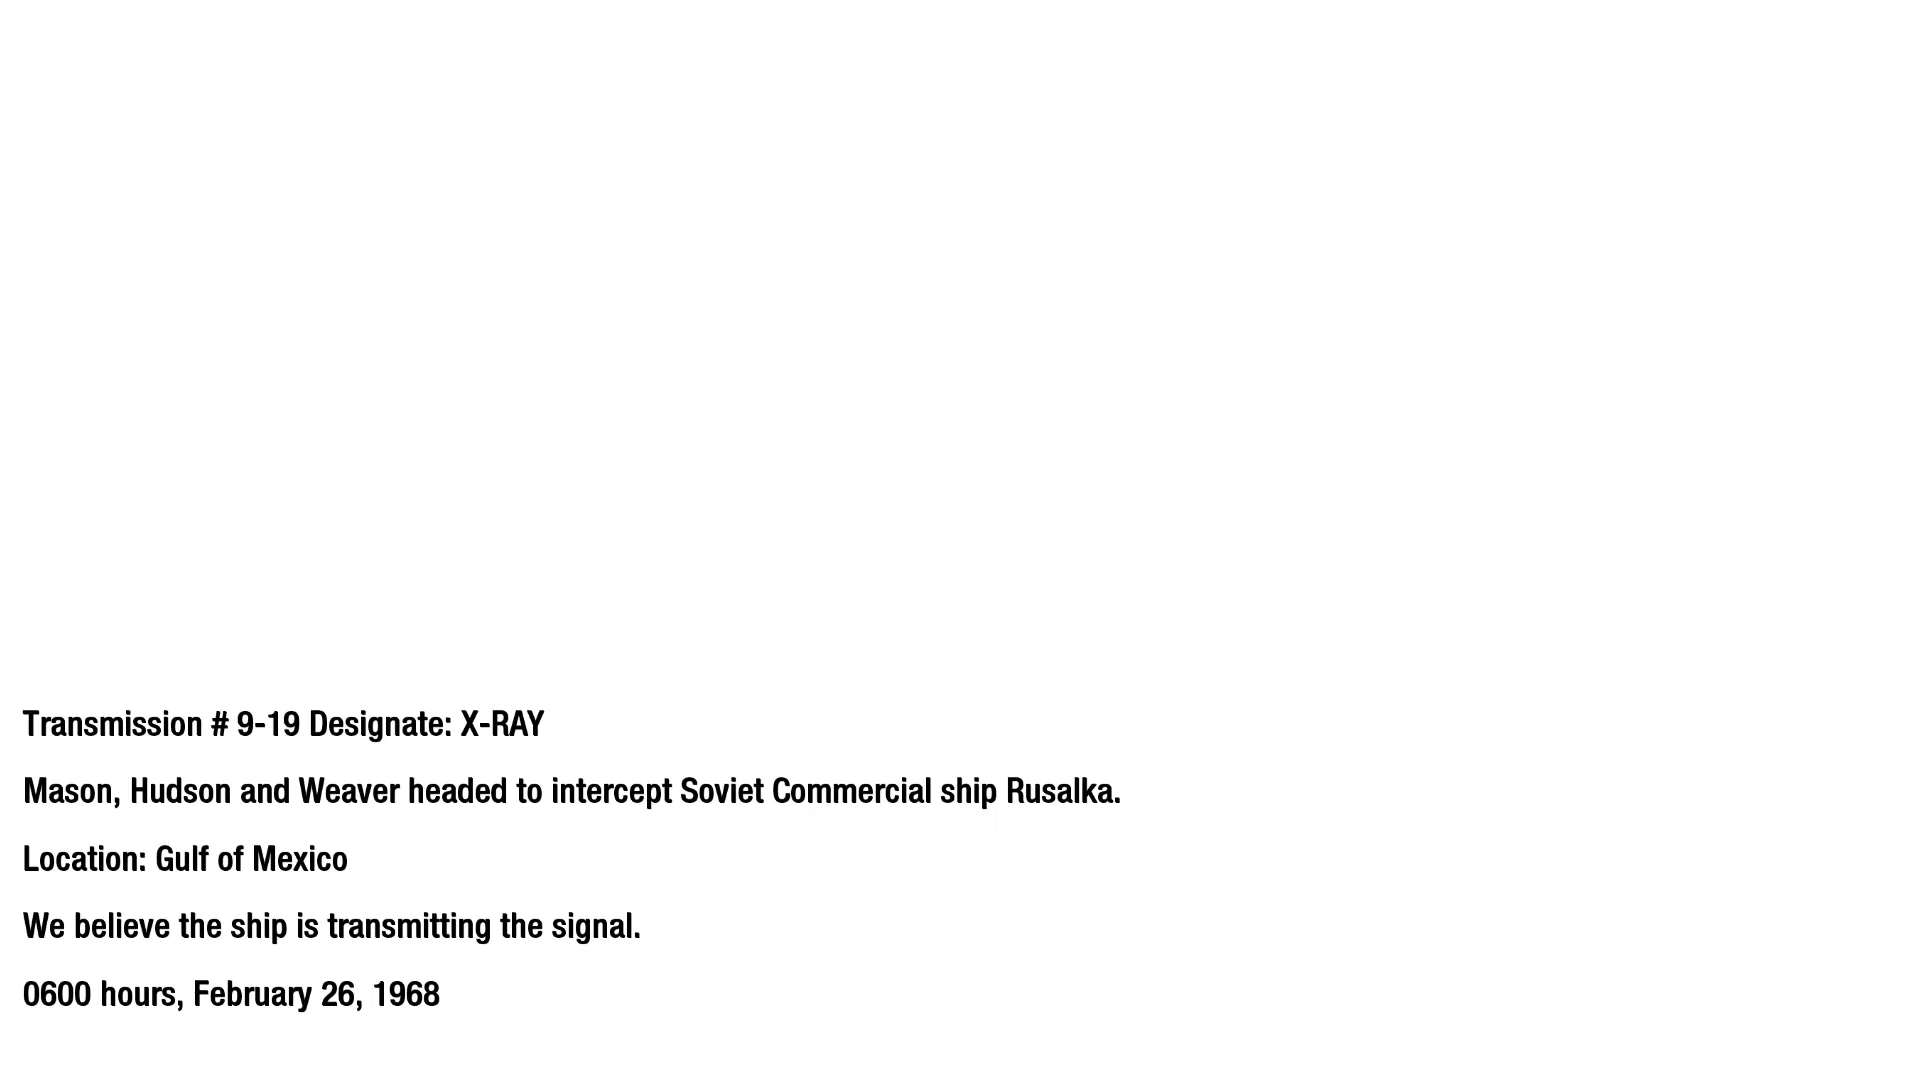 Transmission # 9-19 Designate: X-RAY
Mason, Hudson and Weaver headed to intercept Soviet Commercial ship Rusalka.
Location: Gulf of Mexico
We believe the ship is transmitting the signal.
0600 hours, February 26, 1968